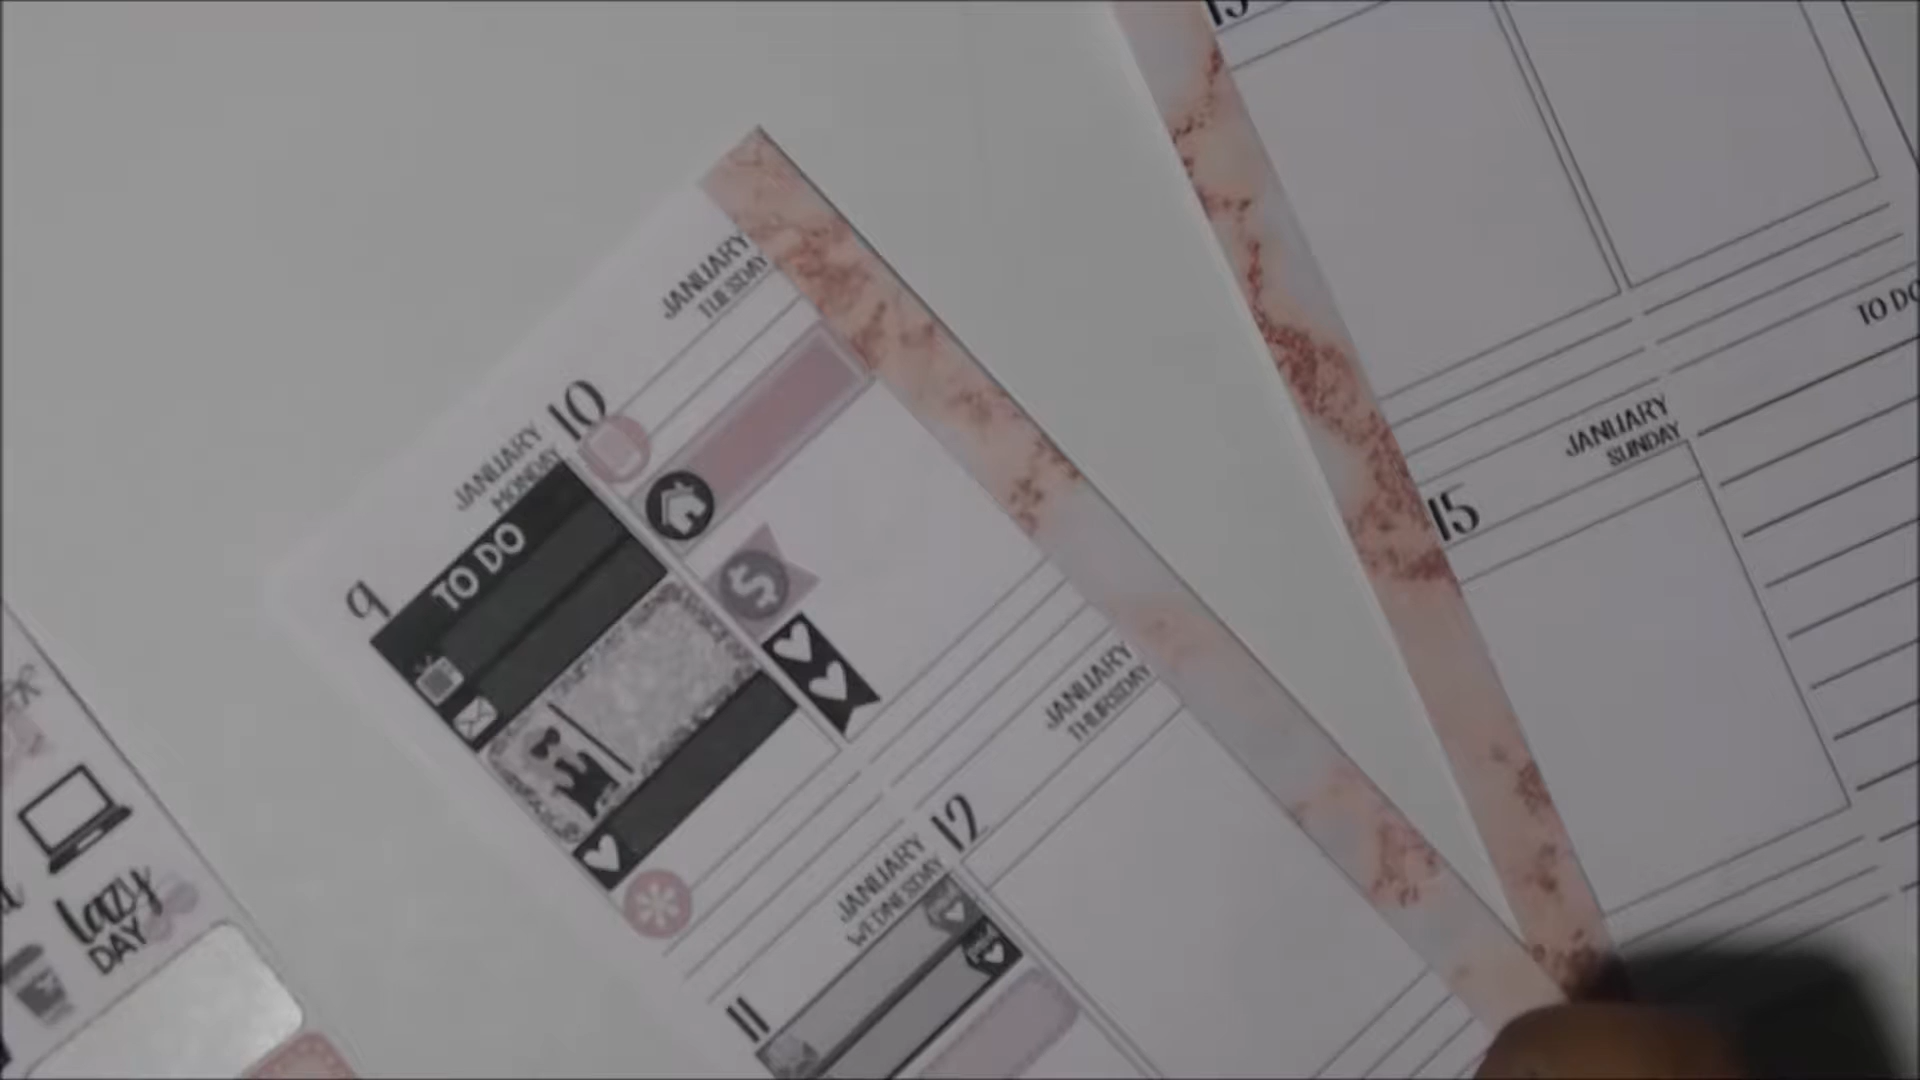 JANUARY
TUESDAY
10
JANUARY
MONDAY
9
TO DO
$
JANUARY
THURSDAY
12
JANUARY
WEDNESDAY
11
TO DO
JANUARY
SUNDAY
15
lazy
DAY